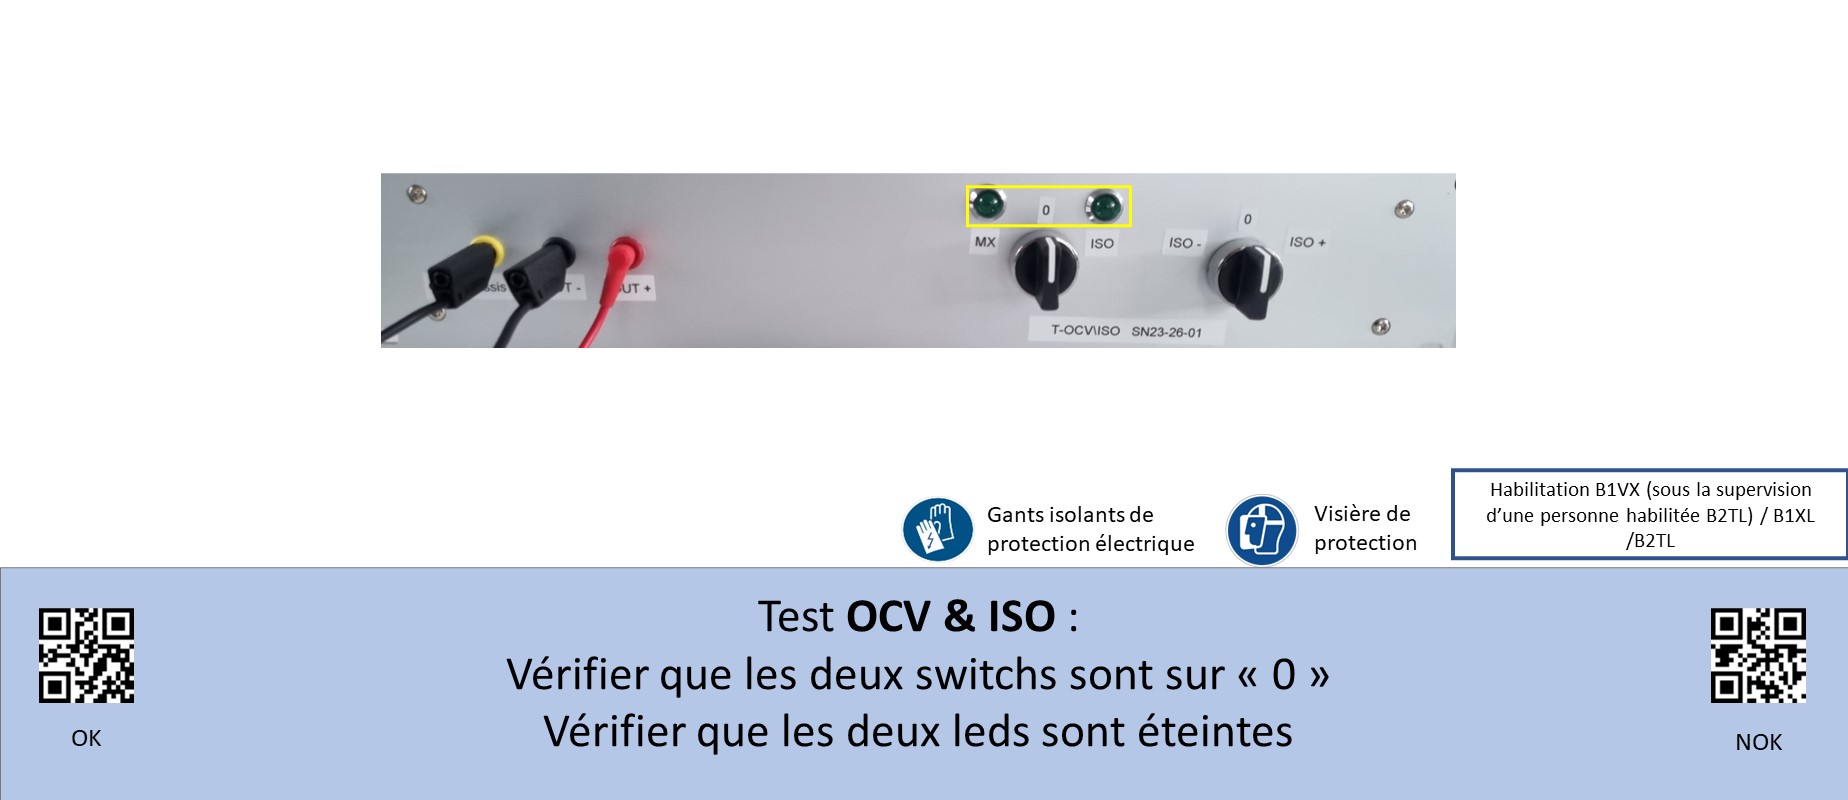 0
0
MX
ISO
ISO -
ISO +
UT +
T-OCV\ISO SN23-26-01
Gants isolants de
protection électrique
Visière de
protection
Habilitation B1VX (sous la supervision
d’une personne habilitée B2TL) / B1XL
/B2TL
Test OCV & ISO :
Vérifier que les deux switchs sont sur « 0 »
Vérifier que les deux leds sont éteintes
OK
NOK